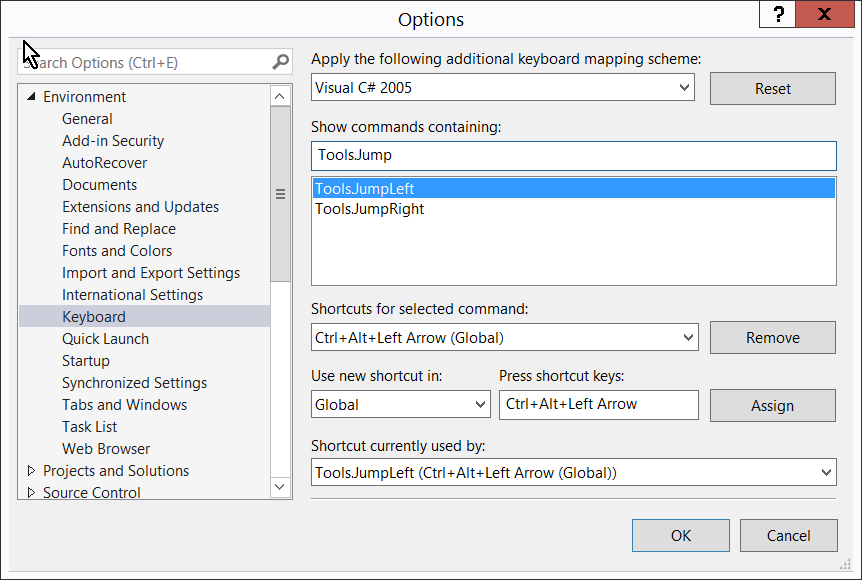 Options
? X
Search Options (Ctrl+E)
Environment
General
Add-in Security
AutoRecover
Documents
Extensions and Updates
Find and Replace
Fonts and Colors
Import and Export Settings
International Settings
Keyboard
Quick Launch
Startup
Synchronized Settings
Tabs and Windows
Task List
Web Browser
Projects and Solutions
Source Control
Apply the following additional keyboard mapping scheme:
Visual C# 2005
Reset
Show commands containing:
Tools.Jump
Tools.JumpLeft
Tools.JumpRight
Shortcuts for selected command:
Ctrl+Alt+Left Arrow (Global)
Remove
Use new shortcut in:
Press shortcut keys:
Global
Ctrl+Alt+Left Arrow
Assign
Shortcut currently used by:
Tools.JumpLeft (Ctrl+Alt+Left Arrow (Global))
OK
Cancel